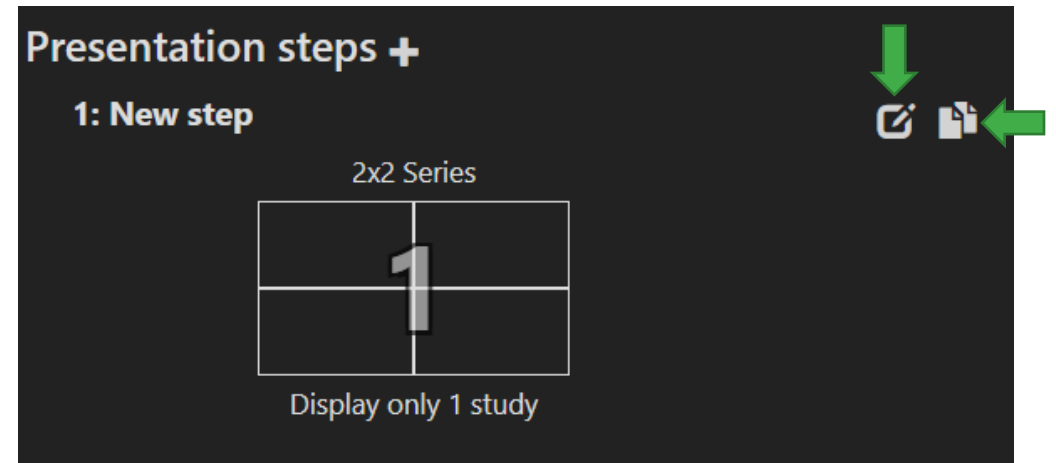 Presentation steps +
1: New step
2x2 Series
1
Display only 1 study